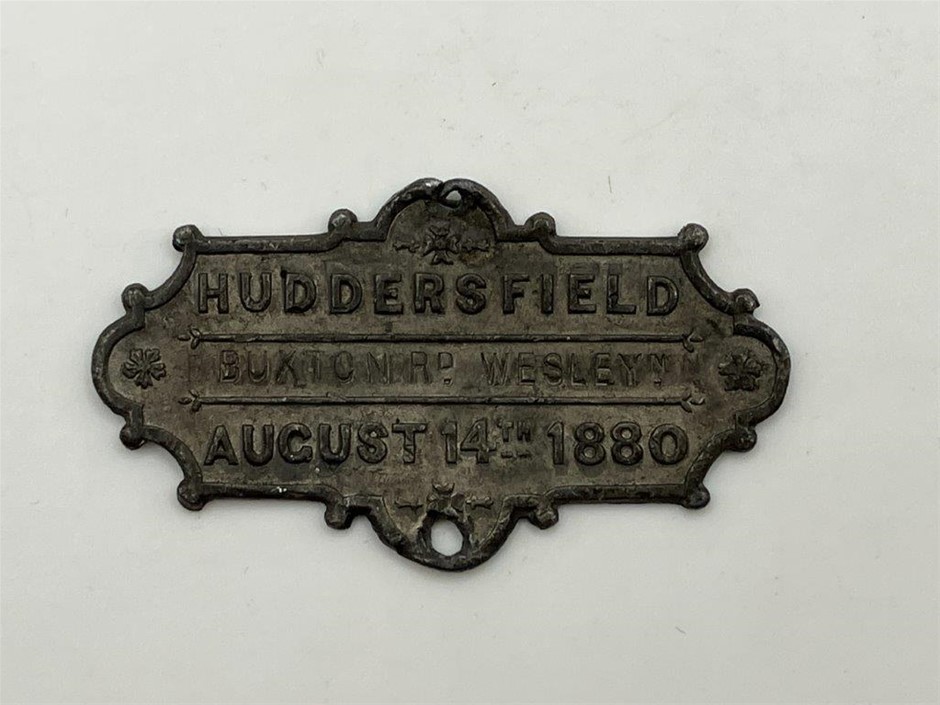 HUDDERSFIELD
BUXTON RD WESLEYN
AUGUST 14TH 1880